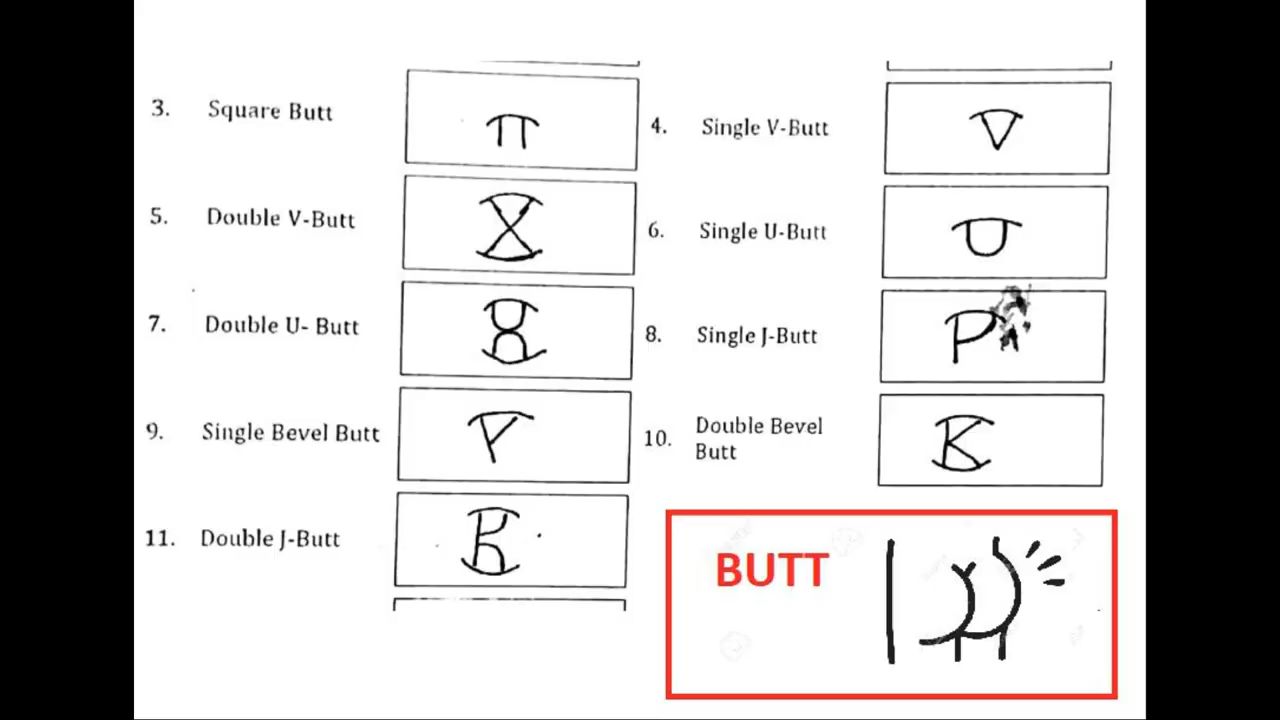 3. Square Butt
4. Single V-Butt
5. Double V-Butt
6. Single U-Butt
7. Double U- Butt
8. Single J-Butt
9. Single Bevel Butt
10. Double Bevel
Butt
11. Double J-Butt
BUTT